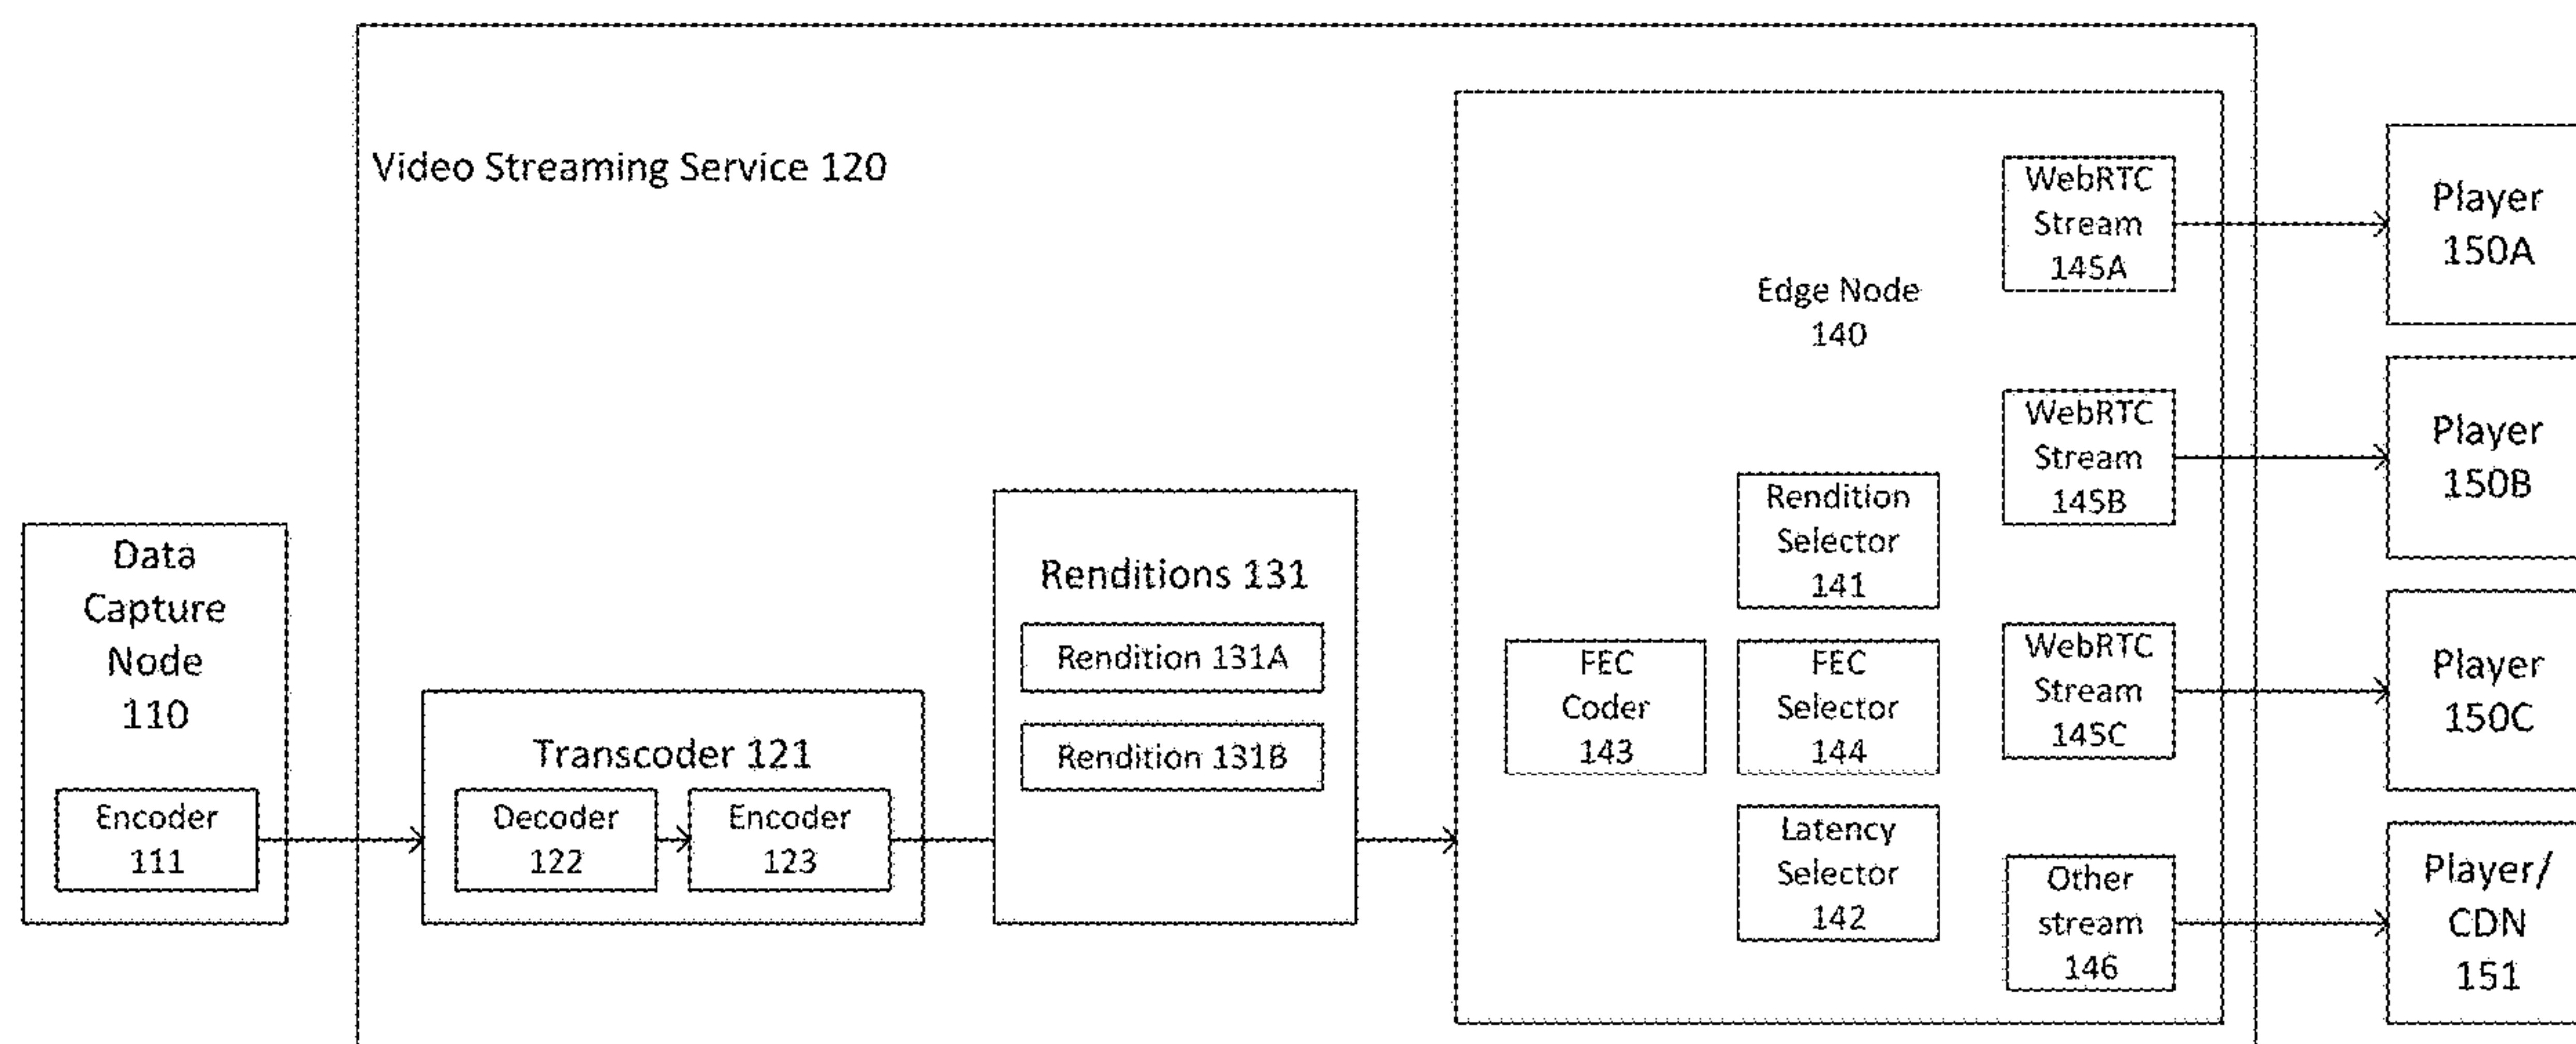 Video Streaming Service 120
Data
Capture
Node
110
Encoder
111
Transcoder 121
Decoder
122
Encoder
123
Renditions 131
Rendition 131A
Rendition 131B
Edge Node
140
Rendition
Selector
141
FEC
Coder
143
FEC
Selector
144
Latency
Selector
142
WebRTC
Stream
145A
WebRTC
Stream
145B
WebRTC
Stream
145C
Other
stream
146
Player
150A
Player
150B
Player
150C
Player/
CDN
151